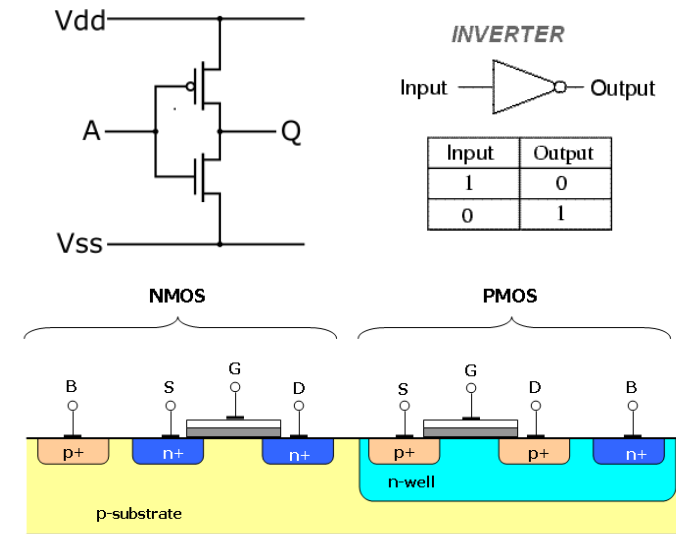 Vdd
A
Q
Vss
INVERTER
Input
Output
Input Output
1 0
0 1
NMOS
PMOS
B S G D
S G D B
p+ n+ n+
p+ p+ n+
n-well
p-substrate